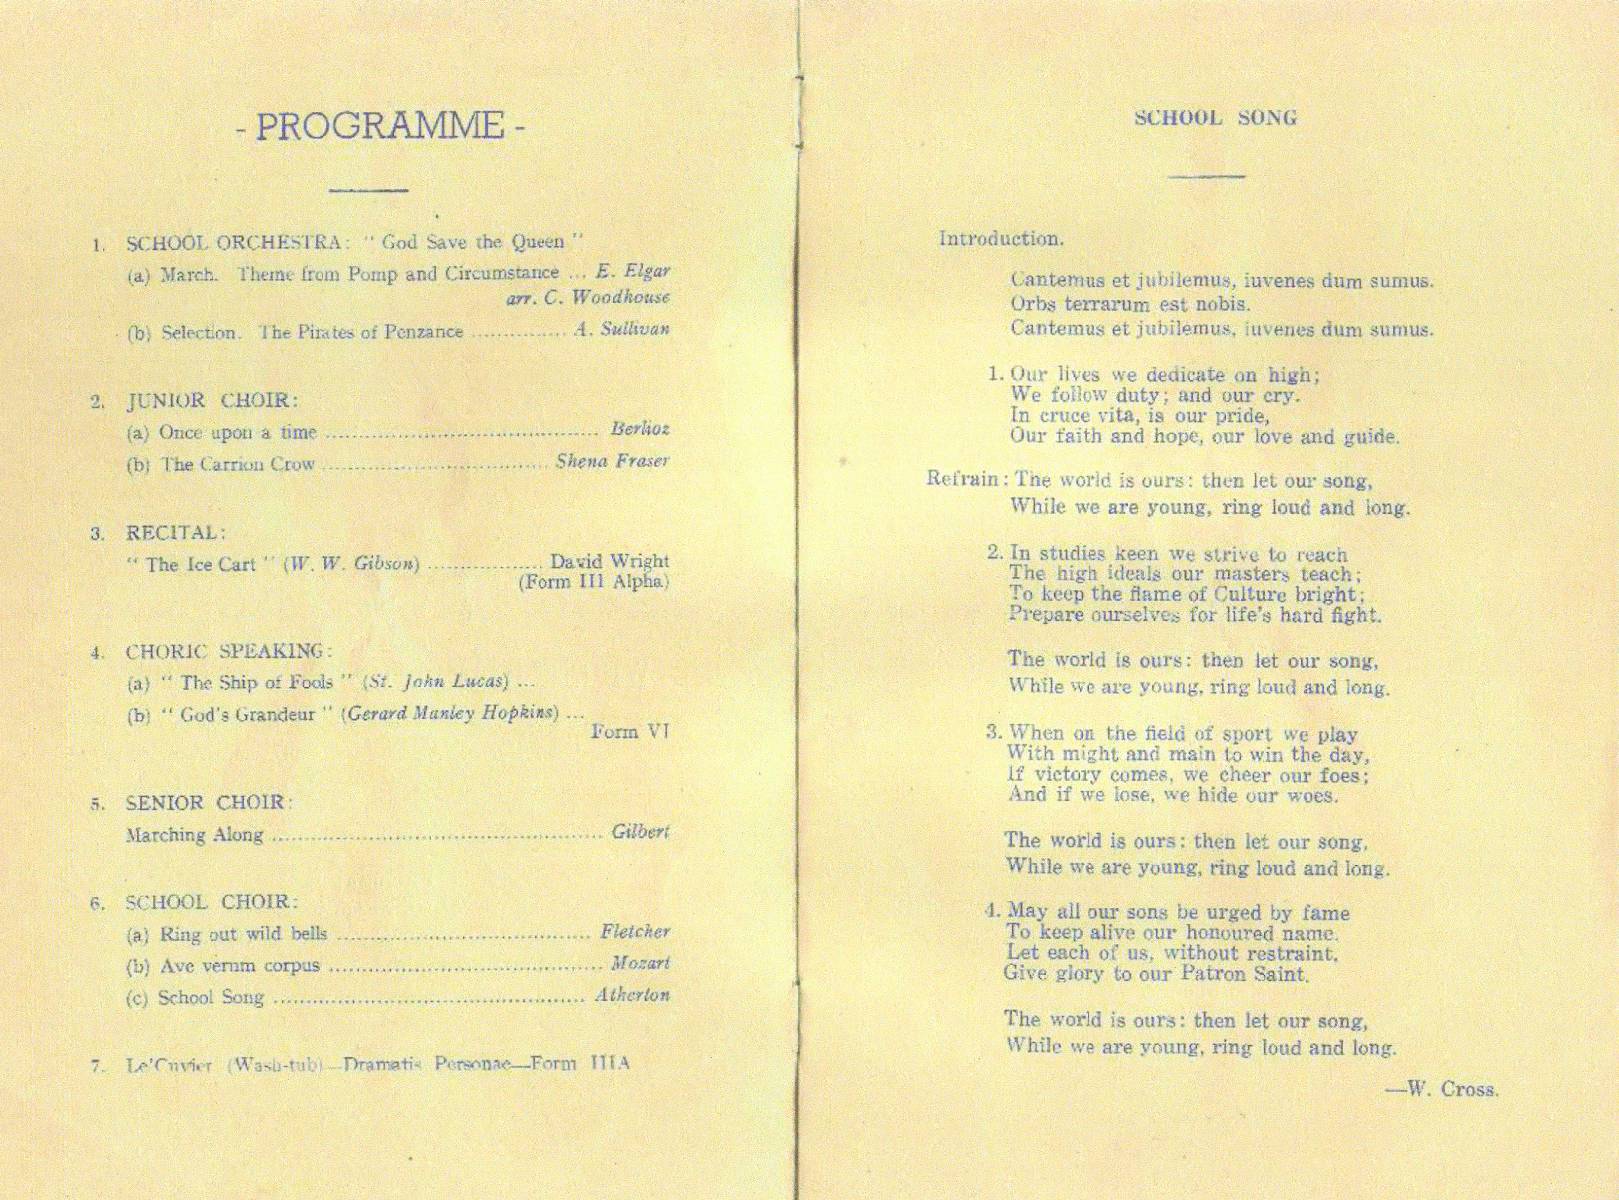 - PROGRAMME -
1. SCHOOL ORCHESTRA: " God Save the Queen "
(a) March. Theme from Pomp and Circumstance ... E. Elgar
arr. C. Woodhouse
(b) Selection. The Pirates of Penzance ............... A. Sullivan
2. JUNIOR CHOIR:
(a) Once upon a time .......................................... Berlioz
(b) The Carrion Crow .................................. Shena Fraser
3. RECITAL:
" The Ice Cart " (W. W. Gibson) .................. David Wright
(Form III Alpha)
4. CHORIC SPEAKING:
(a) " The Ship of Fools " (St. John Lucas) ...
(b) " God's Grandeur " (Gerard Manley Hopkins) ...
Form VI
5. SENIOR CHOIR:
Marching Along .................................................. Gilbert
6. SCHOOL CHOIR:
(a) Ring out wild bells ....................................... Fletcher
(b) Ave verum corpus .......................................... Mozart
(c) School Song ................................................ Atherton
7. Le'Cuvier (Wash-tub)—Dramatis Personae—Form IIIA
SCHOOL SONG
Introduction.
Cantemus et jubilemus, iuvenes dum sumus.
Orbs terrarum est nobis.
Cantemus et jubilemus, iuvenes dum sumus.
1. Our lives we dedicate on high;
We follow duty; and our cry.
In cruce vita, is our pride,
Our faith and hope, our love and guide.
Refrain: The world is ours: then let our song,
While we are young, ring loud and long.
2. In studies keen we strive to reach
The high ideals our masters teach;
To keep the flame of Culture bright;
Prepare ourselves for life's hard fight.
The world is ours: then let our song,
While we are young, ring loud and long.
3. When on the field of sport we play
With might and main to win the day,
If victory comes, we cheer our foes;
And if we lose, we hide our woes.
The world is ours: then let our song,
While we are young, ring loud and long.
4. May all our sons be urged by fame
To keep alive our honoured name.
Let each of us, without restraint,
Give glory to our Patron Saint.
The world is ours: then let our song,
While we are young, ring loud and long.
—W. Cross.